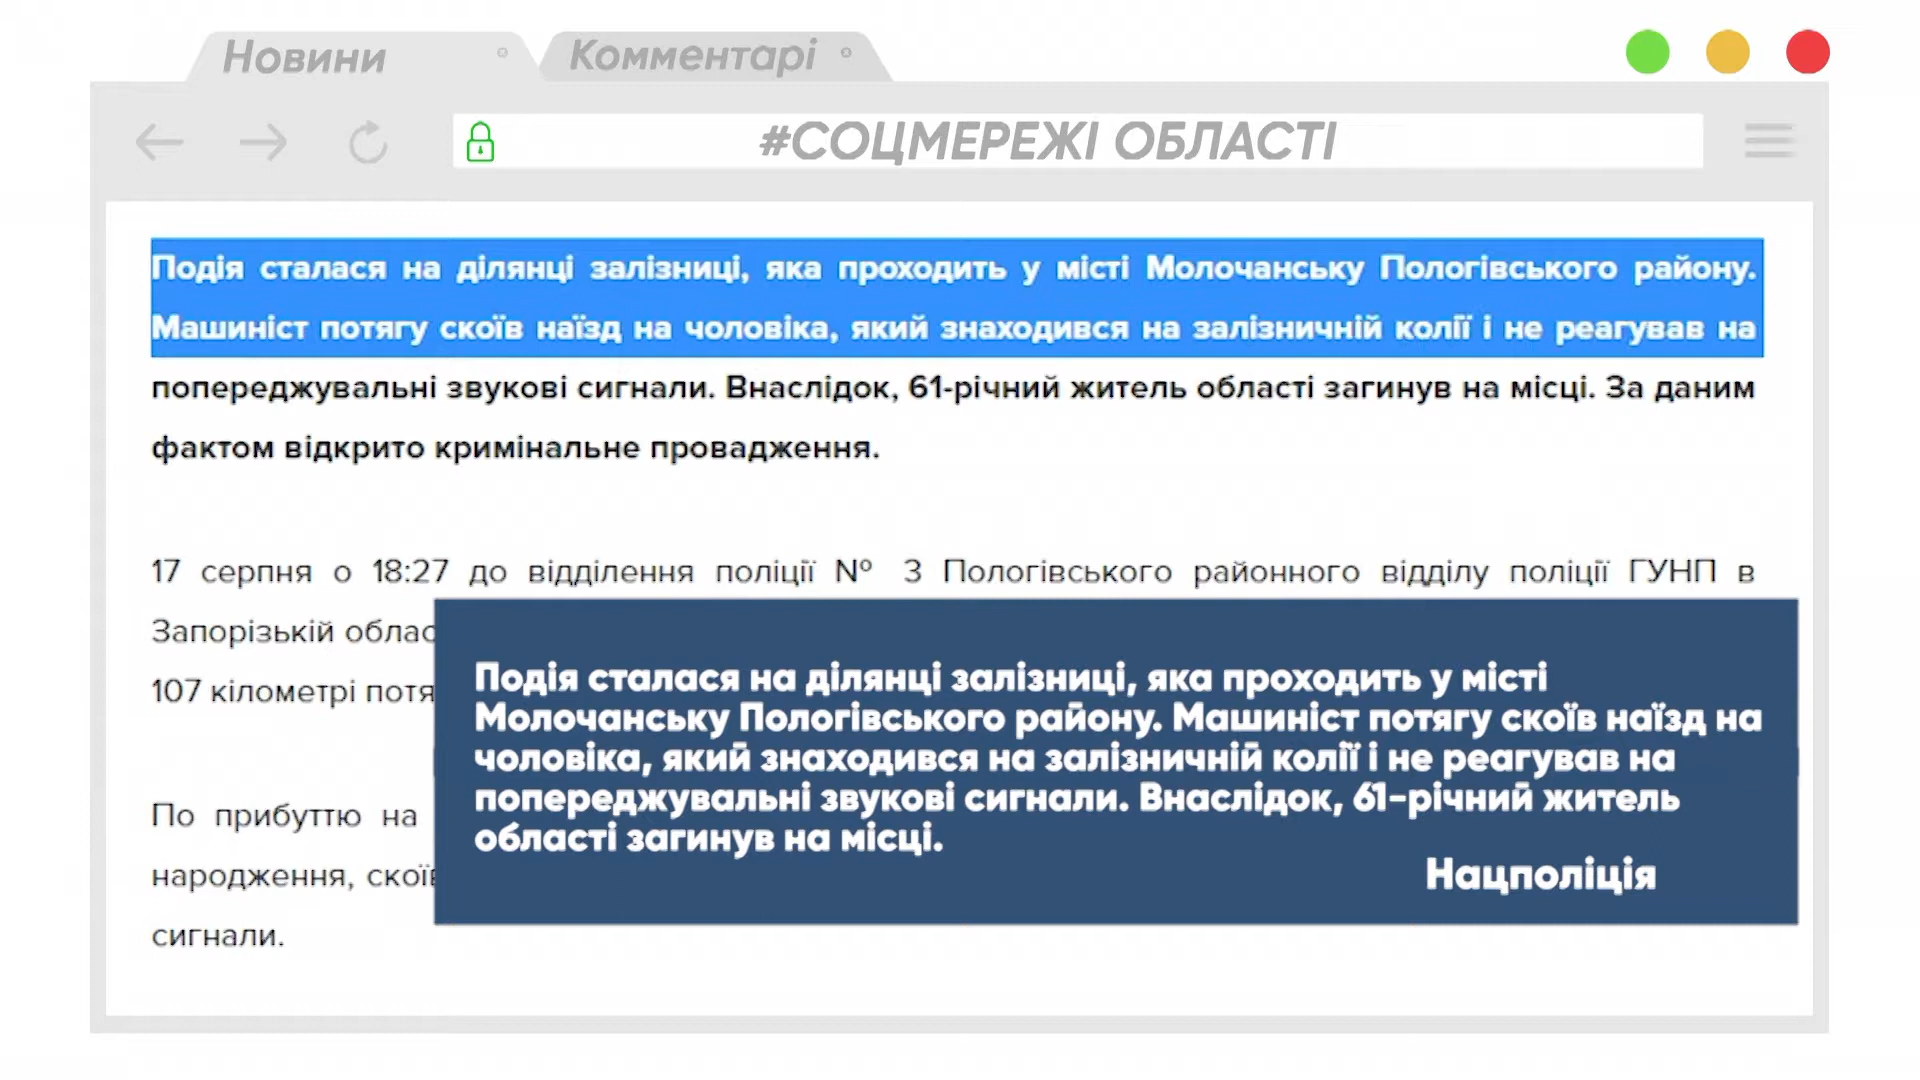 Новини
Комментарі
#СОЦМЕРЕЖІ ОБЛАСТІ
Подія сталася на ділянці залізниці, яка проходить у місті Молочанську Пологівського району.
Машиніст потягу скоїв наїзд на чоловіка, який знаходився на залізничній колії і не реагував на
попереджувальні звукові сигнали. Внаслідок, 61-річний житель області загинув на місці. За даним
фактом відкрито кримінальне провадження.
17 серпня о 18:27 до відділення поліції № 3 Пологівського районного відділу поліції ГУНП в
Запорізькій
107 кілометрі
По прибуттю на
народження,
сигнали.
Подія сталася на ділянці залізниці, яка проходить у місті
Молочанську Пологівського району. Машиніст потягу скоїв наїзд на
чоловіка, який знаходився на залізничній колії і не реагував на
попереджувальні звукові сигнали. Внаслідок, 61-річний житель
області загинув на місці.
Нацполіція